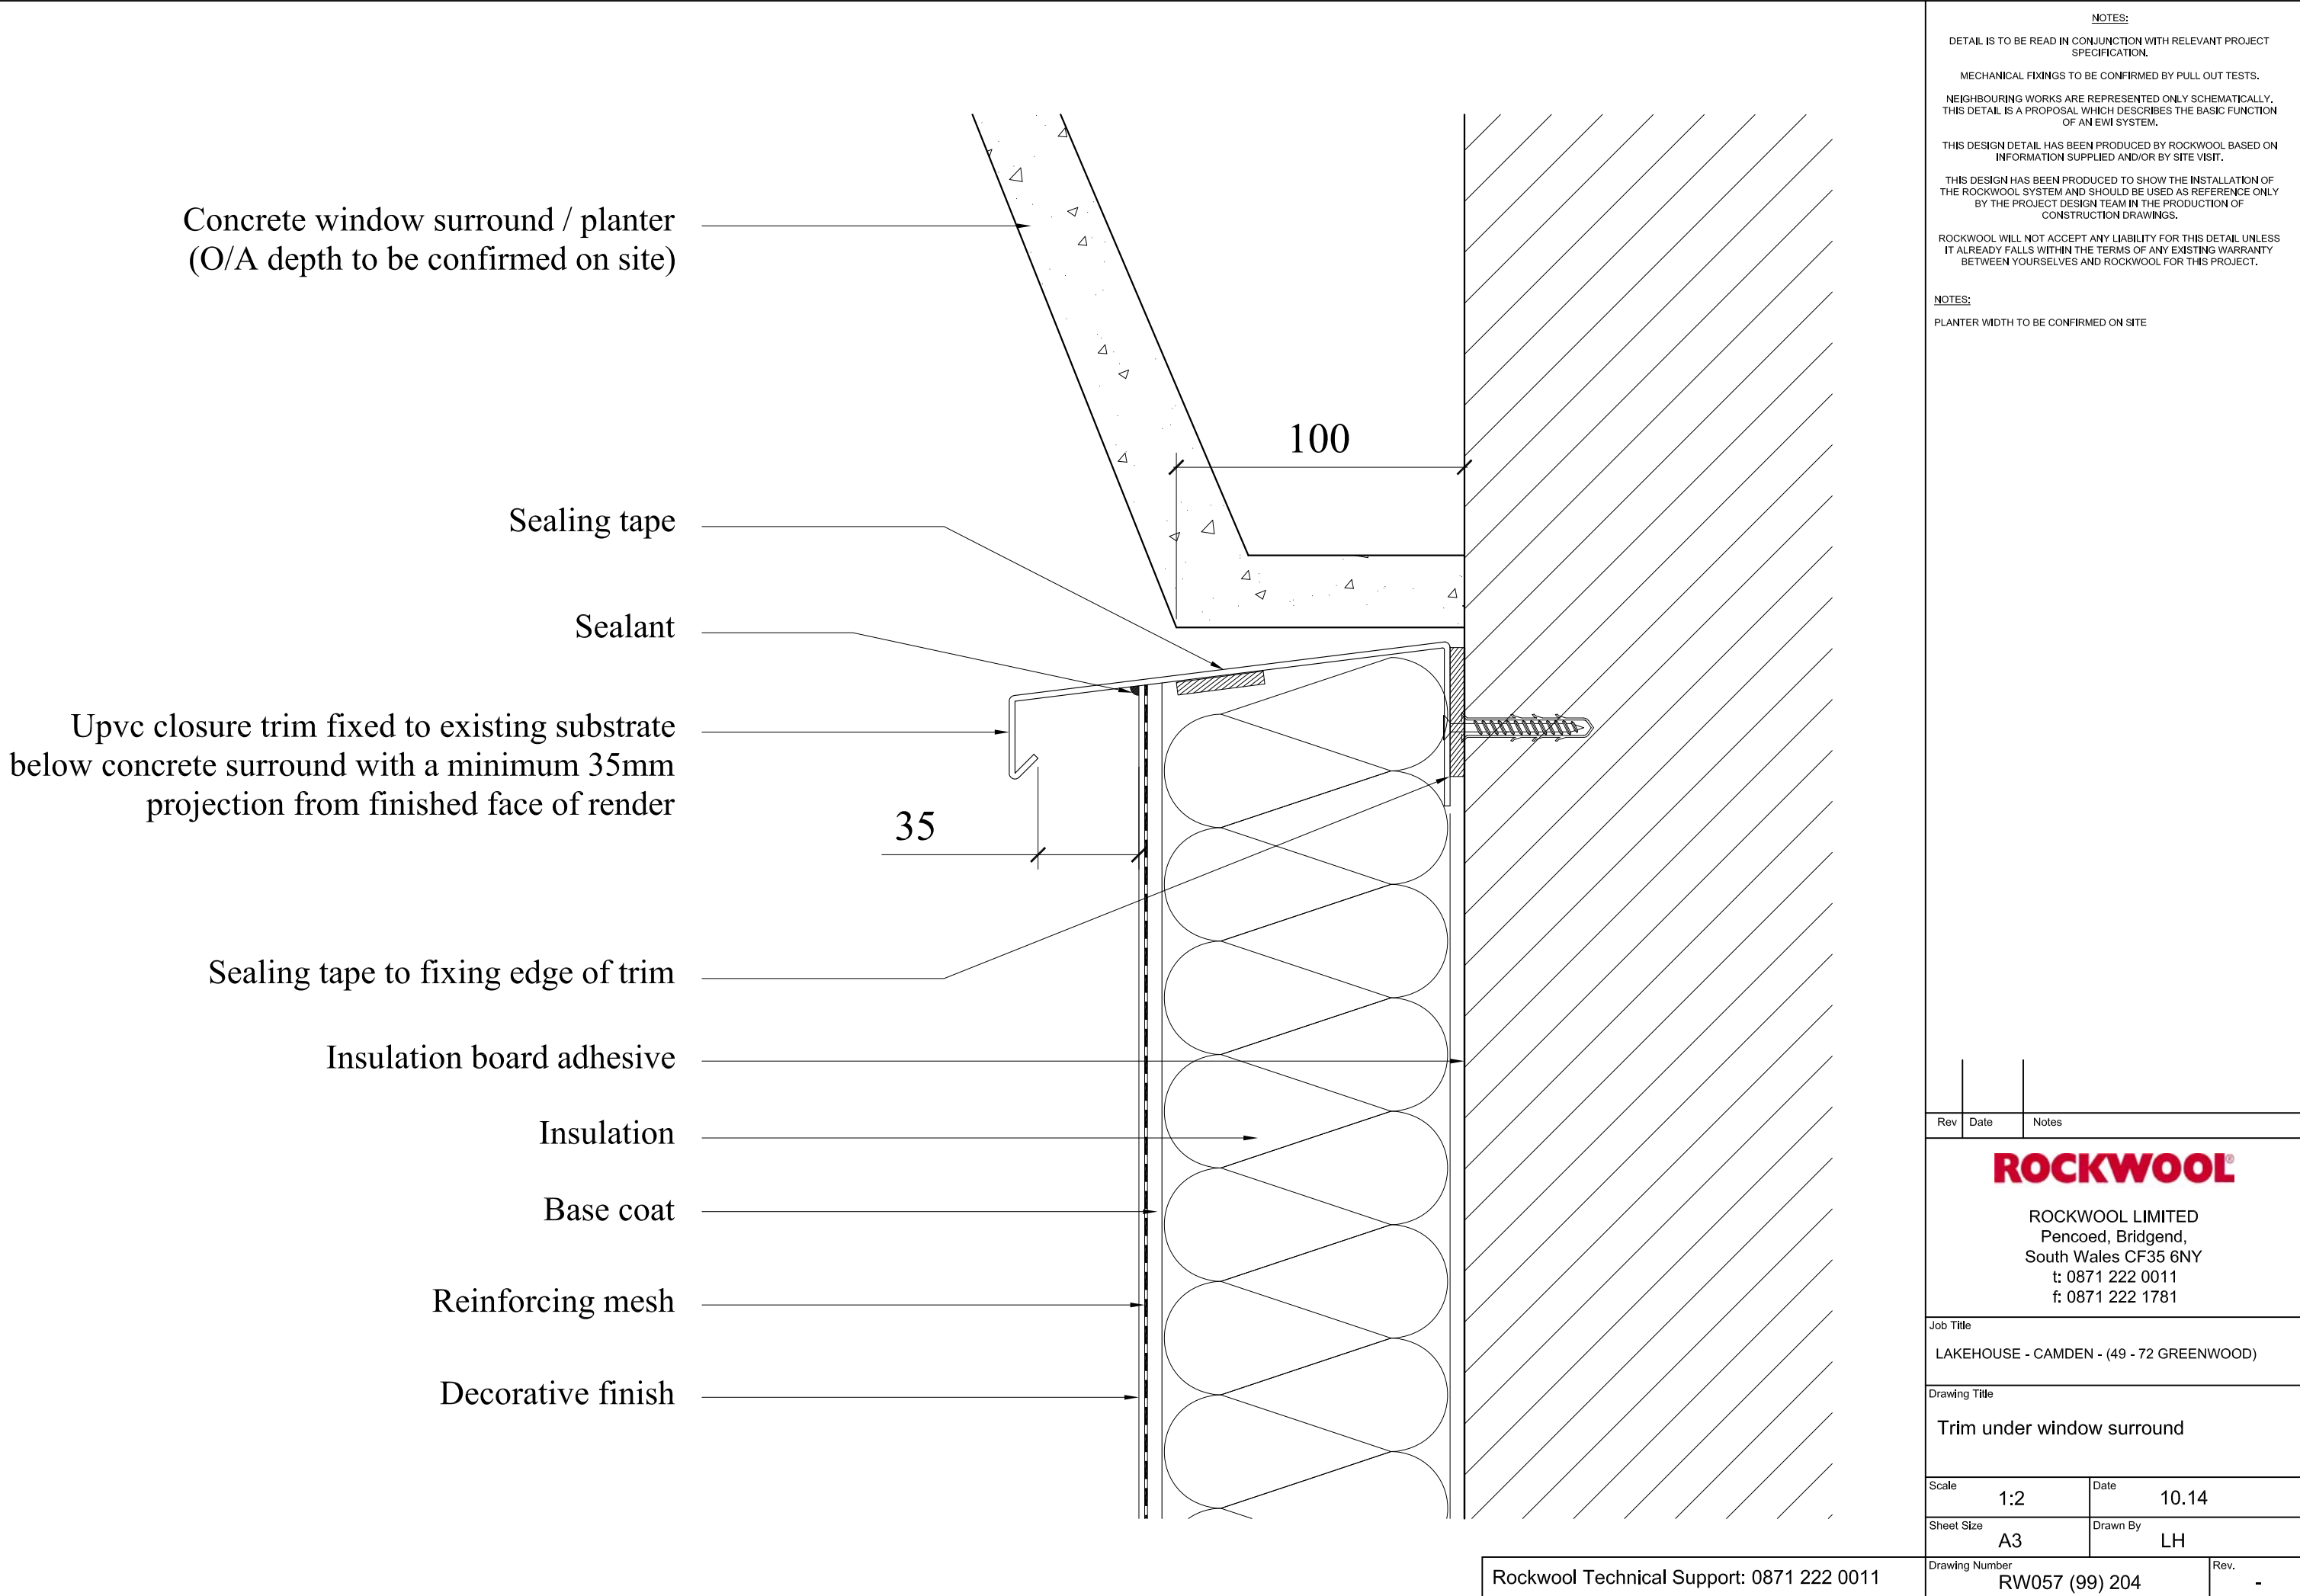 Concrete window surround / planter
(O/A depth to be confirmed on site)
100
Sealing tape
Sealant
Upvc closure trim fixed to existing substrate
below concrete surround with a minimum 35mm
projection from finished face of render
35
Sealing tape to fixing edge of trim
Insulation board adhesive
Insulation
Base coat
Reinforcing mesh
Decorative finish
Rockwool Technical Support: 0871 222 0011
NOTES:
DETAIL IS TO BE READ IN CONJUNCTION WITH RELEVANT PROJECT
SPECIFICATION.
MECHANICAL FIXINGS TO BE CONFIRMED BY PULL OUT TESTS.
NEIGHBOURING WORKS ARE REPRESENTED ONLY SCHEMATICALLY.
THIS DETAIL IS A PROPOSAL WHICH DESCRIBES THE BASIC FUNCTION
OF AN EWI SYSTEM.
THIS DESIGN DETAIL HAS BEEN PRODUCED BY ROCKWOOL BASED ON
INFORMATION SUPPLIED AND/OR BY SITE VISIT.
THIS DESIGN HAS BEEN PRODUCED TO SHOW THE INSTALLATION OF
THE ROCKWOOL SYSTEM AND SHOULD BE USED AS REFERENCE ONLY
BY THE PROJECT DESIGN TEAM IN THE PRODUCTION OF
CONSTRUCTION DRAWINGS.
ROCKWOOL WILL NOT ACCEPT ANY LIABILITY FOR THIS DETAIL UNLESS
IT ALREADY FALLS WITHIN THE TERMS OF ANY EXISTING WARRANTY
BETWEEN YOURSELVES AND ROCKWOOL FOR THIS PROJECT.
NOTES:
PLANTER WIDTH TO BE CONFIRMED ON SITE
Rev Date Notes
ROCKWOOL®
ROCKWOOL LIMITED
Pencoed, Bridgend,
South Wales CF35 6NY
t: 0871 222 0011
f: 0871 222 1781
Job Title
LAKEHOUSE - CAMDEN - (49 - 72 GREENWOOD)
Drawing Title
Trim under window surround
Scale Date
1:2 10.14
Sheet Size Drawn By
A3 LH
Drawing Number Rev.
RW057 (99) 204 -